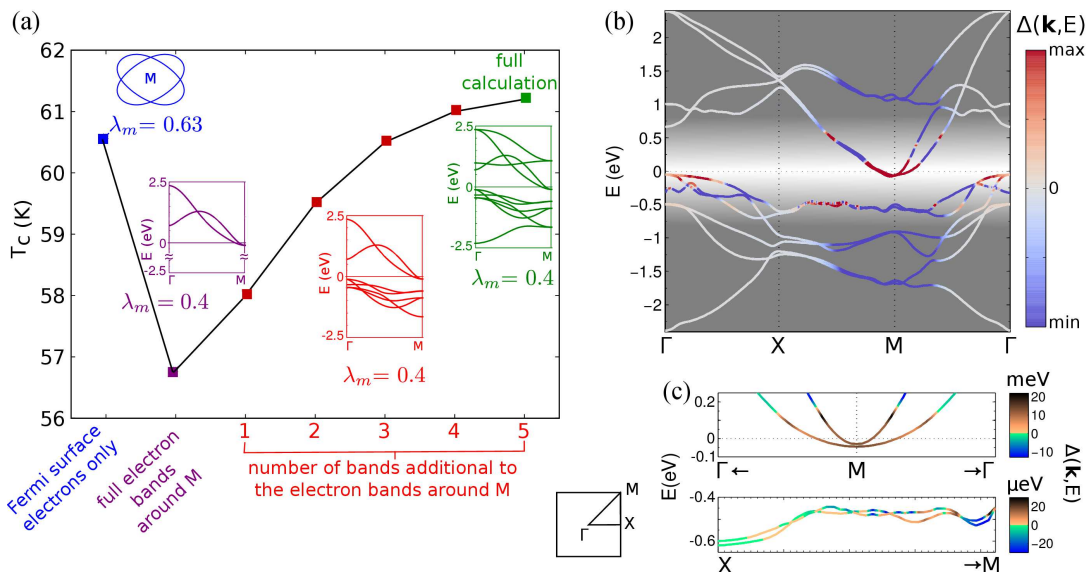 (a)
62
61
60
59
58
57
56
T_C (K)
M
λ_m = 0.63
full
calculation
2.5
E (eV)
0
-2.5
Γ
M
λ_m = 0.4
2.5
E (eV)
0
-2.5
Γ
M
λ_m = 0.4
2.5
E (eV)
0
-2.5
Γ
M
λ_m = 0.4
Fermi surface
electrons only
full electron
bands
around M
1 2 3 4 5
number of bands additional to
the electron bands around M
M
X
Γ
(b)
Δ(k,E)
max
0
min
E (eV)
2
1.5
1
0.5
0
−0.5
−1
−1.5
−2
Γ X M Γ
(c)
meV
0.2
0
-0.1
20
10
0
-10
Γ← M →Γ
E(eV)
Δ(k,E)
μeV
-0.4
-0.6
20
0
-20
X →M